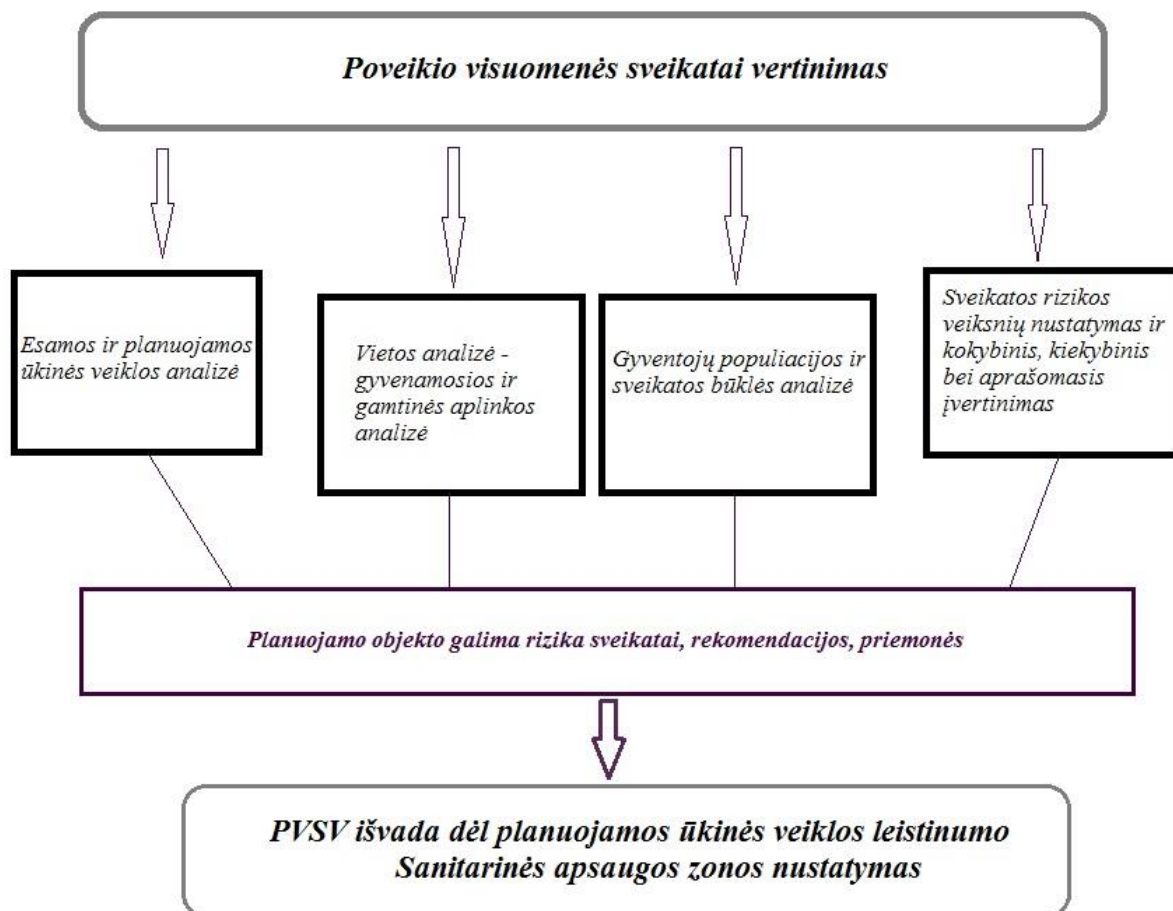 Poveikio visuomenės sveikatai vertinimas
Esamos ir planuojamos
ūkinės veiklos analizė
Vietos analizė -
gyvenamosios ir
gamtinės aplinkos
analizė
Gyventojų populiacijos ir
sveikatos būklės analizė
Sveikatos rizikos
veiksnių nustatymas ir
kokybinis, kiekybinis
bei aprašomasis
įvertinimas
Planuojamo objekto galima rizika sveikatai, rekomendacijos, priemonės
PVSV išvada dėl planuojamos ūkinės veiklos leistinumo
Sanitarinės apsaugos zonos nustatymas